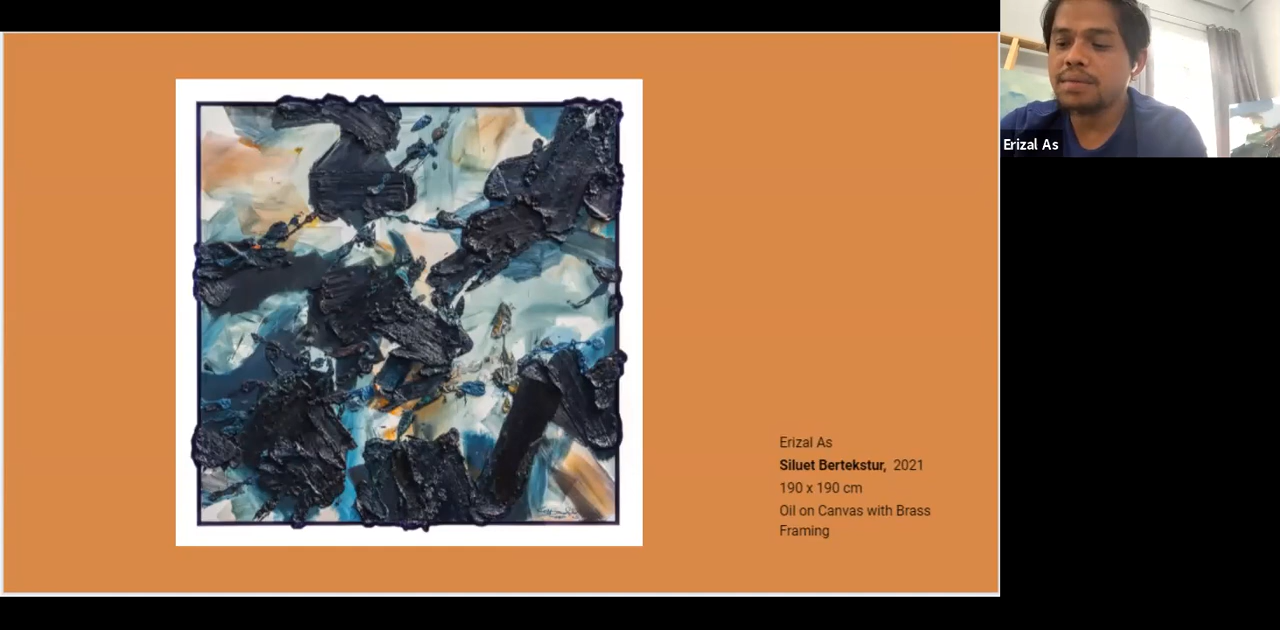 Erizal As
Erizal As
Siluet Bertekstur, 2021
190 x 190 cm
Oil on Canvas with Brass
Framing